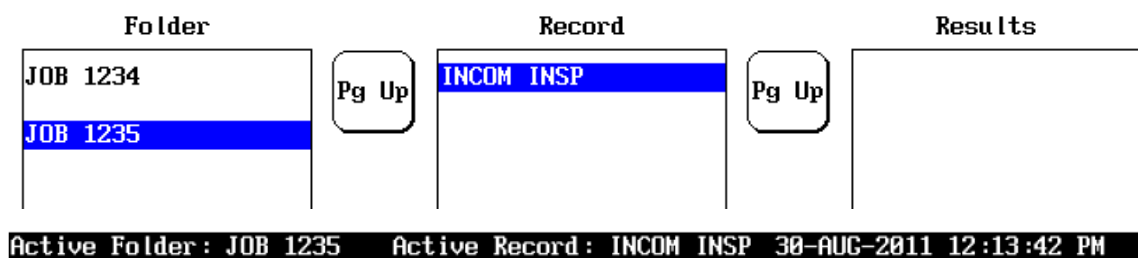 Folder Record Results
JOB 1234 Pg Up INCOM INSP Pg Up
JOB 1235
Active Folder: JOB 1235 Active Record: INCOM INSP 30-AUG-2011 12:13:42 PM